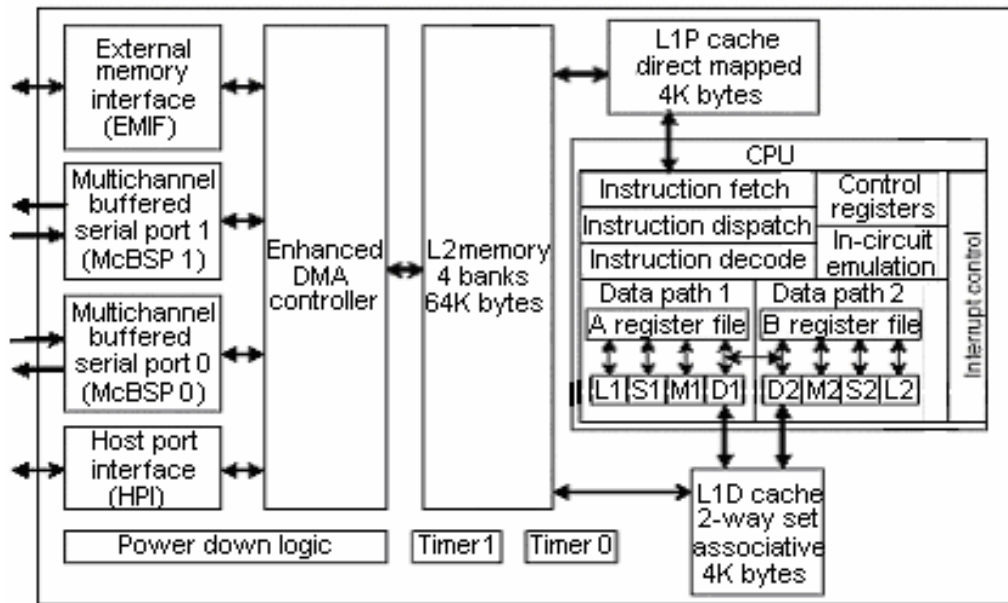 External
memory
interface
(EMIF)
Multichannel
buffered
serial port 1
(McBSP 1)
Multichannel
buffered
serial port 0
(McBSP 0)
Host port
interface
(HPI)
Enhanced
DMA
controller
L2 memory
4 banks
64K bytes
L1P cache
direct mapped
4K bytes
CPU
Instruction fetch
Instruction dispatch
Instruction decode
Control
registers
In-circuit
emulation
Interrupt control
Data path 1
A register file
L1 S1 M1 D1
Data path 2
B register file
D2 M2 S2 L2
L1D cache
2-way set
associative
4K bytes
Power down logic
Timer 1
Timer 0